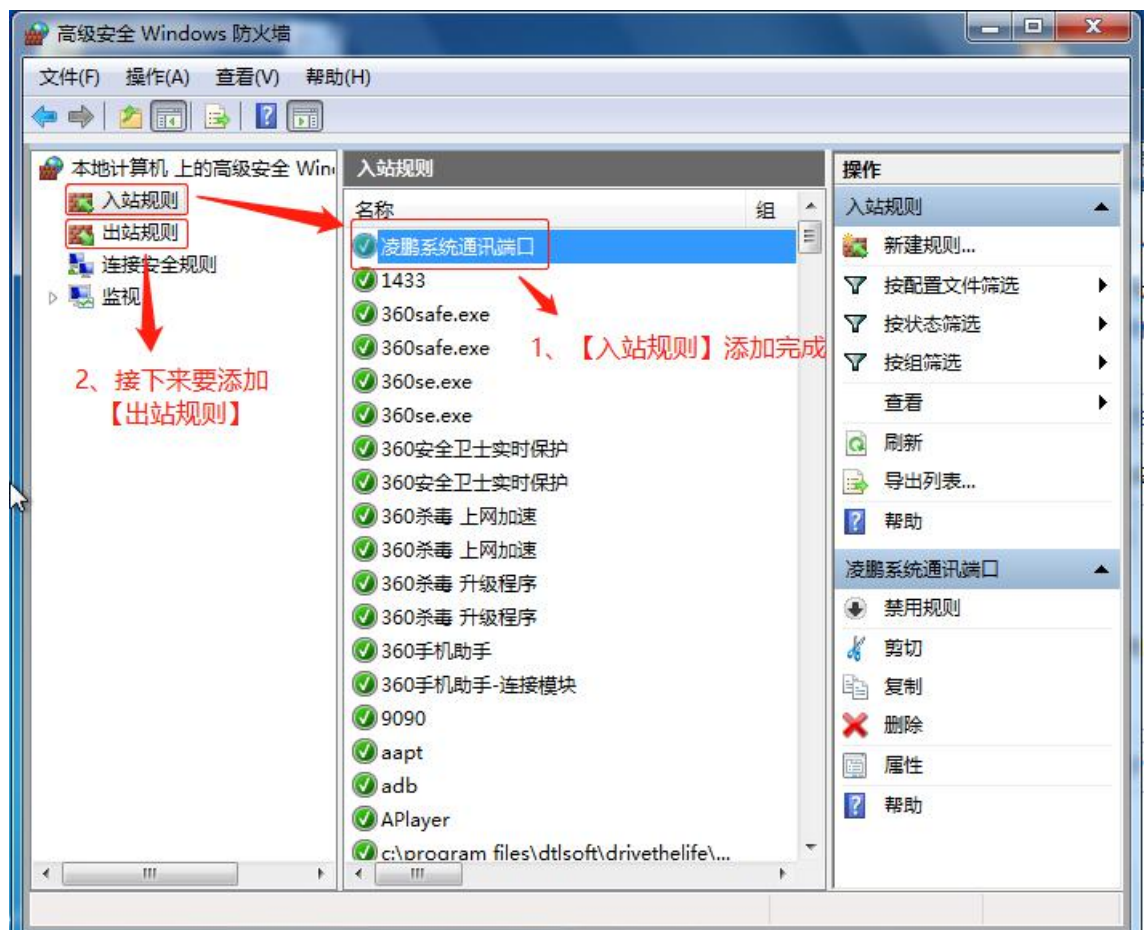 高级安全 Windows 防火墙
文件(F) 操作(A) 查看(V) 帮助(H)
本地计算机 上的高级安全 Win
入站规则
出站规则
连接安全规则
监视
2、接下来要添加
【出站规则】
入站规则
名称 组
凌鹏系统通讯端口
1433
360safe.exe
360safe.exe
360se.exe
360se.exe
360安全卫士实时保护
360安全卫士实时保护
360杀毒 上网加速
360杀毒 上网加速
360杀毒 升级程序
360杀毒 升级程序
360手机助手
360手机助手-连接模块
9090
aapt
adb
APlayer
c:\program files\dtlsoft\drivethelife\...
1、【入站规则】添加完成
操作
入站规则
新建规则...
按配置文件筛选
按状态筛选
按组筛选
查看
刷新
导出列表...
帮助
凌鹏系统通讯端口
禁用规则
剪切
复制
删除
属性
帮助